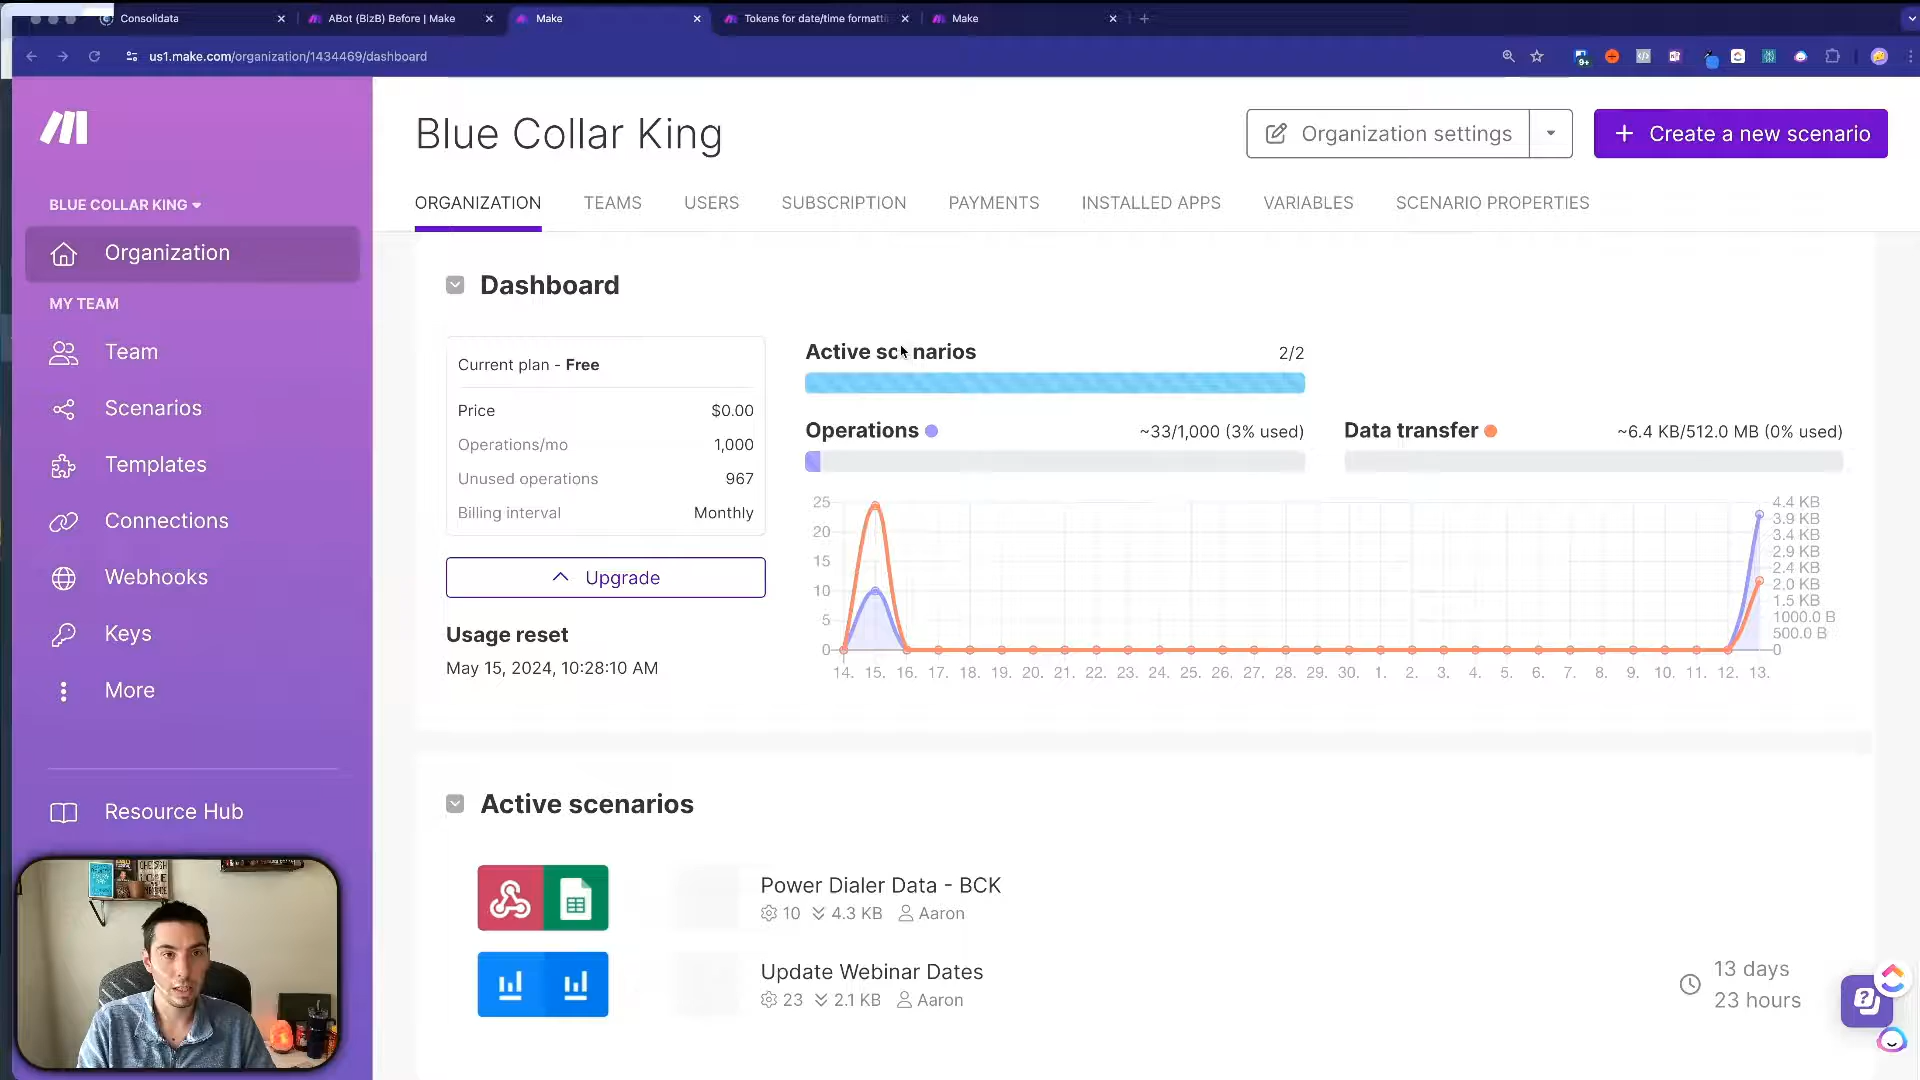 Consolidata
ABot (BizB) Before | Make
Make
Tokens for date/time formatti
Make
us1.make.com/organization/1434469/dashboard
9+
BLUE COLLAR KING
Organization
MY TEAM
Team
Scenarios
Templates
Connections
Webhooks
Keys
More
Resource Hub
Blue Collar King
Organization settings
Create a new scenario
ORGANIZATION
TEAMS
USERS
SUBSCRIPTION
PAYMENTS
INSTALLED APPS
VARIABLES
SCENARIO PROPERTIES
Dashboard
Current plan - Free
Price $0.00
Operations/mo 1,000
Unused operations 967
Billing interval Monthly
Upgrade
Usage reset
May 15, 2024, 10:28:10 AM
Active scenarios 2/2
Operations ~33/1,000 (3% used)
Data transfer ~6.4 KB/512.0 MB (0% used)
25
20
15
10
5
0
4.4 KB
3.9 KB
3.4 KB
2.9 KB
2.4 KB
2.0 KB
1.5 KB
1000.0 B
500.0 B
0
14. 15. 16. 17. 18. 19. 20. 21. 22. 23. 24. 25. 26. 27. 28. 29. 30. 1. 2. 3. 4. 5. 6. 7. 8. 9. 10. 11. 12. 13.
Active scenarios
Power Dialer Data - BCK
10 4.3 KB Aaron
Update Webinar Dates
23 2.1 KB Aaron
13 days
23 hours